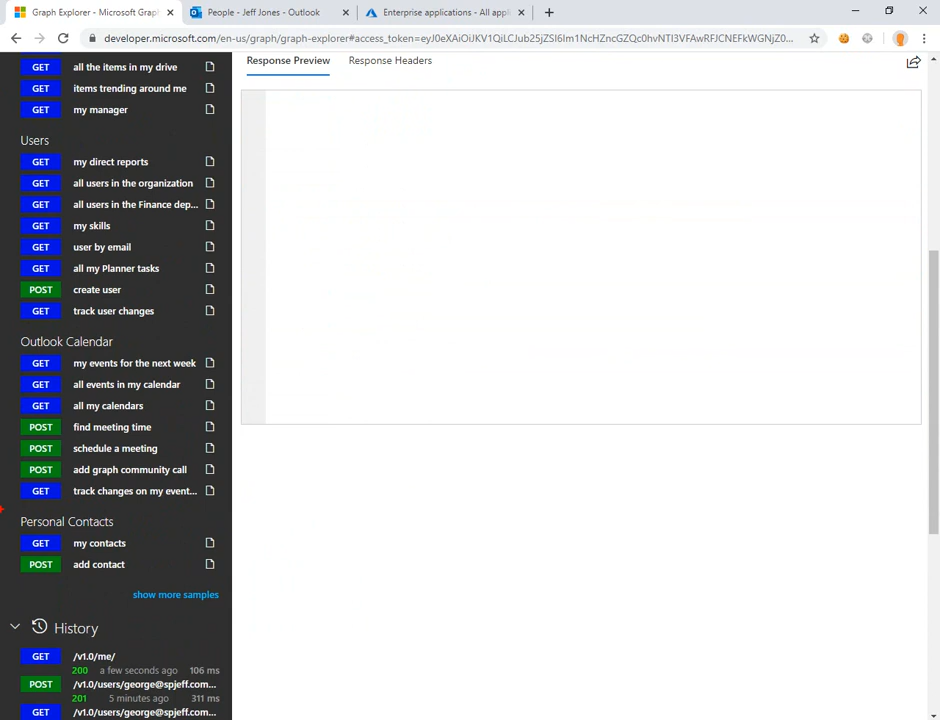 Graph Explorer - Microsoft Grap
People - Jeff Jones - Outlook
Enterprise applications - All appl
developer.microsoft.com/en-us/graph/graph-explorer#access_token=eyJ0eXAiOiJKV1QiLCJub25jZSI6Im1NcHZncGZQc0hvNTI3VFAwRFJCNEFkWGNjZ0...
GET all the items in my drive
GET items trending around me
GET my manager
Users
GET my direct reports
GET all users in the organization
GET all users in the Finance dep...
GET my skills
GET user by email
GET all my Planner tasks
POST create user
GET track user changes
Outlook Calendar
GET my events for the next week
GET all events in my calendar
GET all my calendars
POST find meeting time
POST schedule a meeting
POST add graph community call
GET track changes on my event...
Personal Contacts
GET my contacts
POST add contact
show more samples
History
GET /v1.0/me/
200 a few seconds ago 106 ms
POST /v1.0/users/george@spjeff.com...
201 5 minutes ago 311 ms
GET /v1.0/users/george@spjeff.com...
Response Preview Response Headers